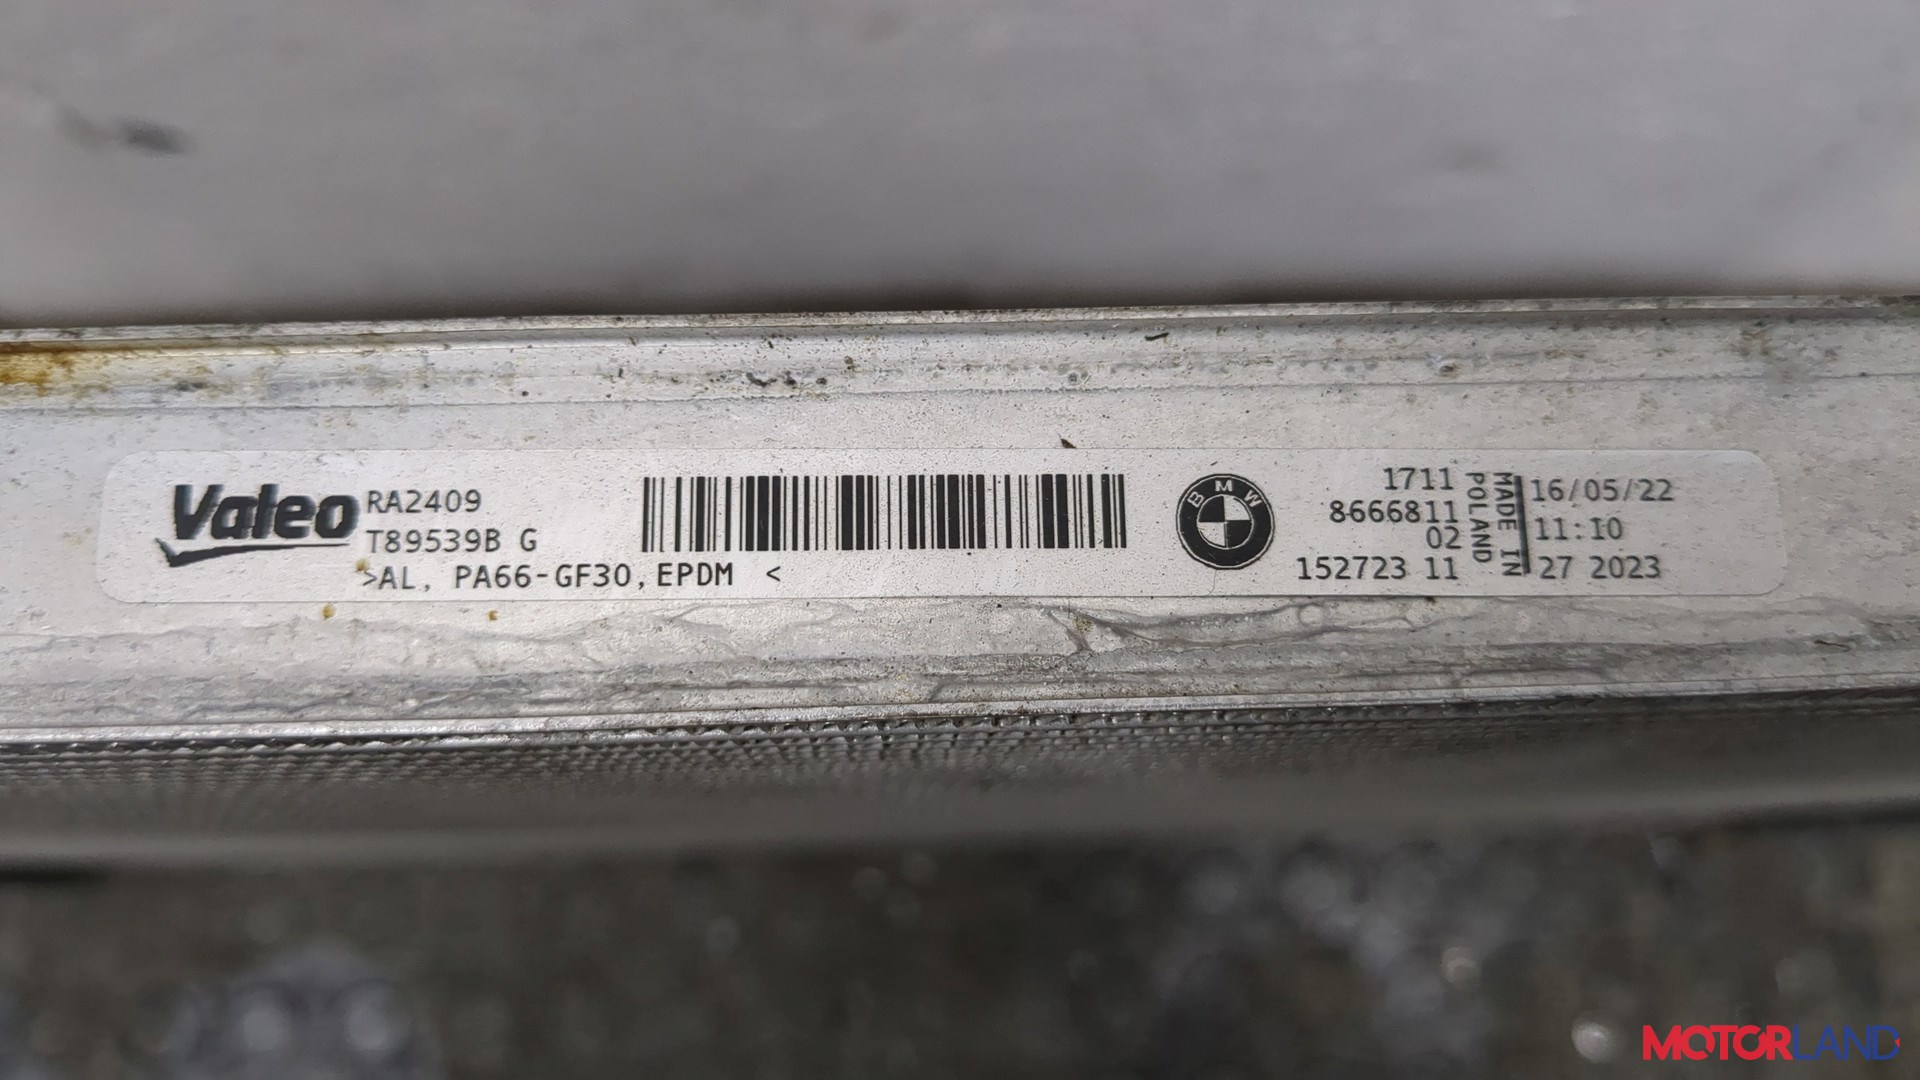 Valeo
RA2409
T89539B G
>AL, PA66-GF30,EPDM <
BMW
1711
8666811
02
152723 11
MADE IN
POLAND
16/05/22
11:10
27 2023
MOTORLAND